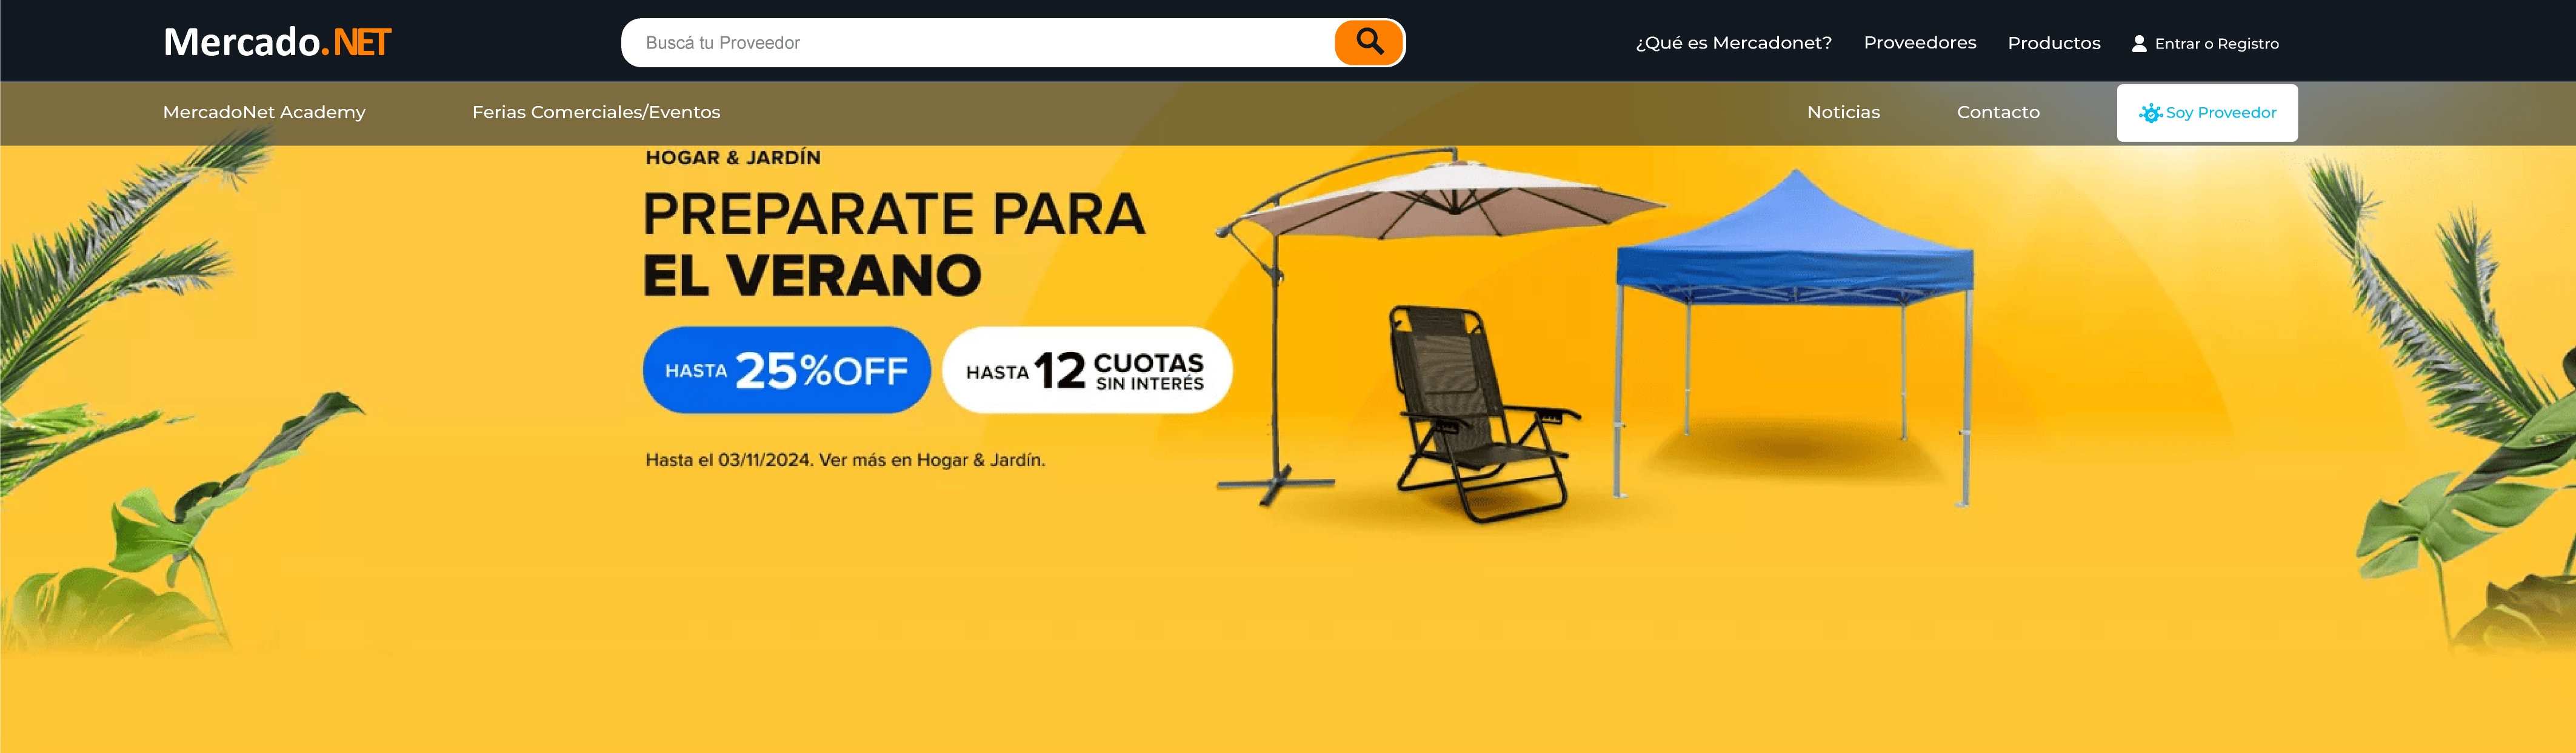 Mercado.NET
Buscá tu Proveedor
¿Qué es Mercadonet?
Proveedores
Productos
Entrar o Registro
MercadoNet Academy
Ferias Comerciales/Eventos
Noticias
Contacto
Soy Proveedor
HOGAR & JARDÍN
PREPARATE PARA
EL VERANO
HASTA 25%OFF
HASTA 12 CUOTAS
SIN INTERÉS
Hasta el 03/11/2024. Ver más en Hogar & Jardín.